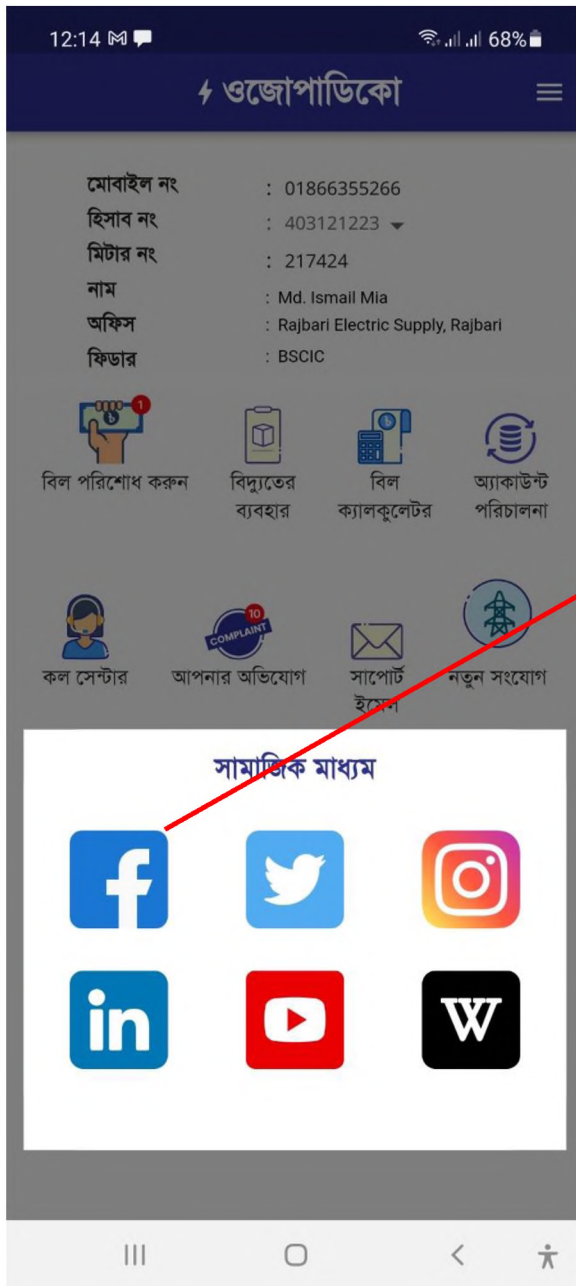 12:14 68%
ওজোপাডিকো
মোবাইল নং : 01866355266
হিসাব নং : 403121223
মিটার নং : 217424
নাম : Md. Ismail Mia
অফিস : Rajbari Electric Supply, Rajbari
ফিডার : BSCIC
1
বিল পরিশোধ করুন বিদ্যুতের বিল অ্যাকাউন্ট
ব্যবহার ক্যালকুলেটর পরিচালনা
10
COMPLAINT
কল সেন্টার আপনার অভিযোগ সাপোর্ট নতুন সংযোগ
ইমেল
সামাজিক মাধ্যম
f
in W